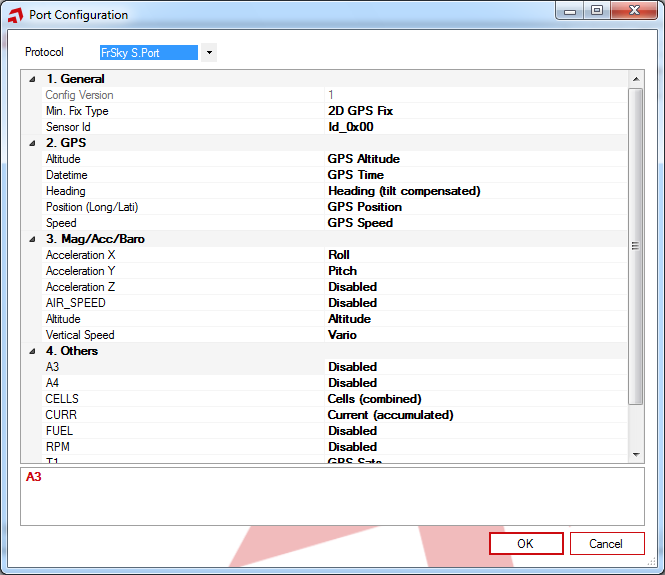 Port Configuration
Protocol FrSky S.Port
1. General
Config Version 1
Min. Fix Type 2D GPS Fix
Sensor Id Id_0x00
2. GPS
Altitude GPS Altitude
Datetime GPS Time
Heading Heading (tilt compensated)
Position (Long/Lati) GPS Position
Speed GPS Speed
3. Mag/Acc/Baro
Acceleration X Roll
Acceleration Y Pitch
Acceleration Z Disabled
AIR_SPEED Disabled
Altitude Altitude
Vertical Speed Vario
4. Others
A3 Disabled
A4 Disabled
CELLS Cells (combined)
CURR Current (accumulated)
FUEL Disabled
RPM Disabled
T1 GPS Sats
A3
OK Cancel